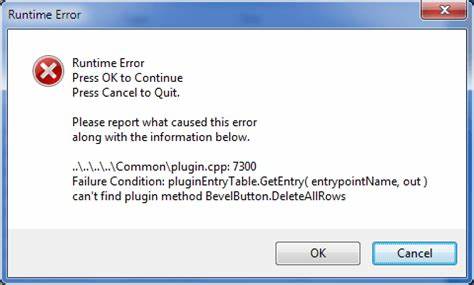 Runtime Error
Runtime Error
Press OK to Continue
Press Cancel to Quit.
Please report what caused this error
along with the information below.
..\..\..\..\Common\plugin.cpp: 7300
Failure Condition: pluginEntryTable.GetEntry( entrypointName, out )
can't find plugin method BevelButton.DeleteAllRows
OK
Cancel